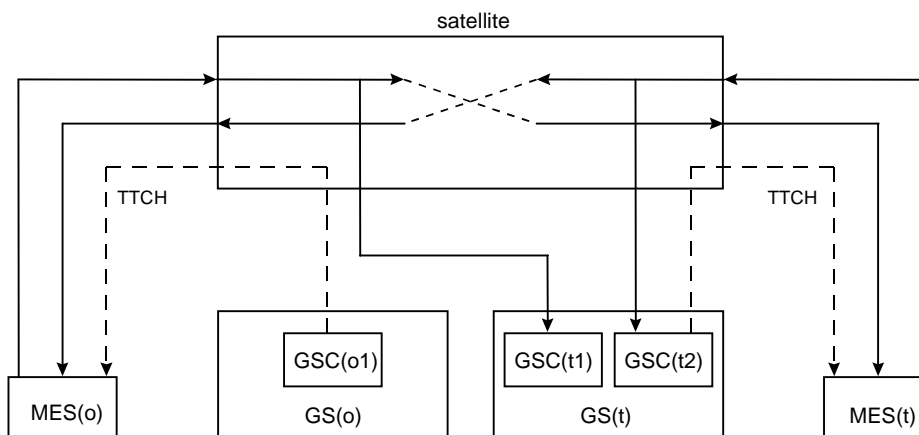 satellite
TTCH
TTCH
GSC(o1)
GSC(t1)
GSC(t2)
MES(o)
GS(o)
GS(t)
MES(t)